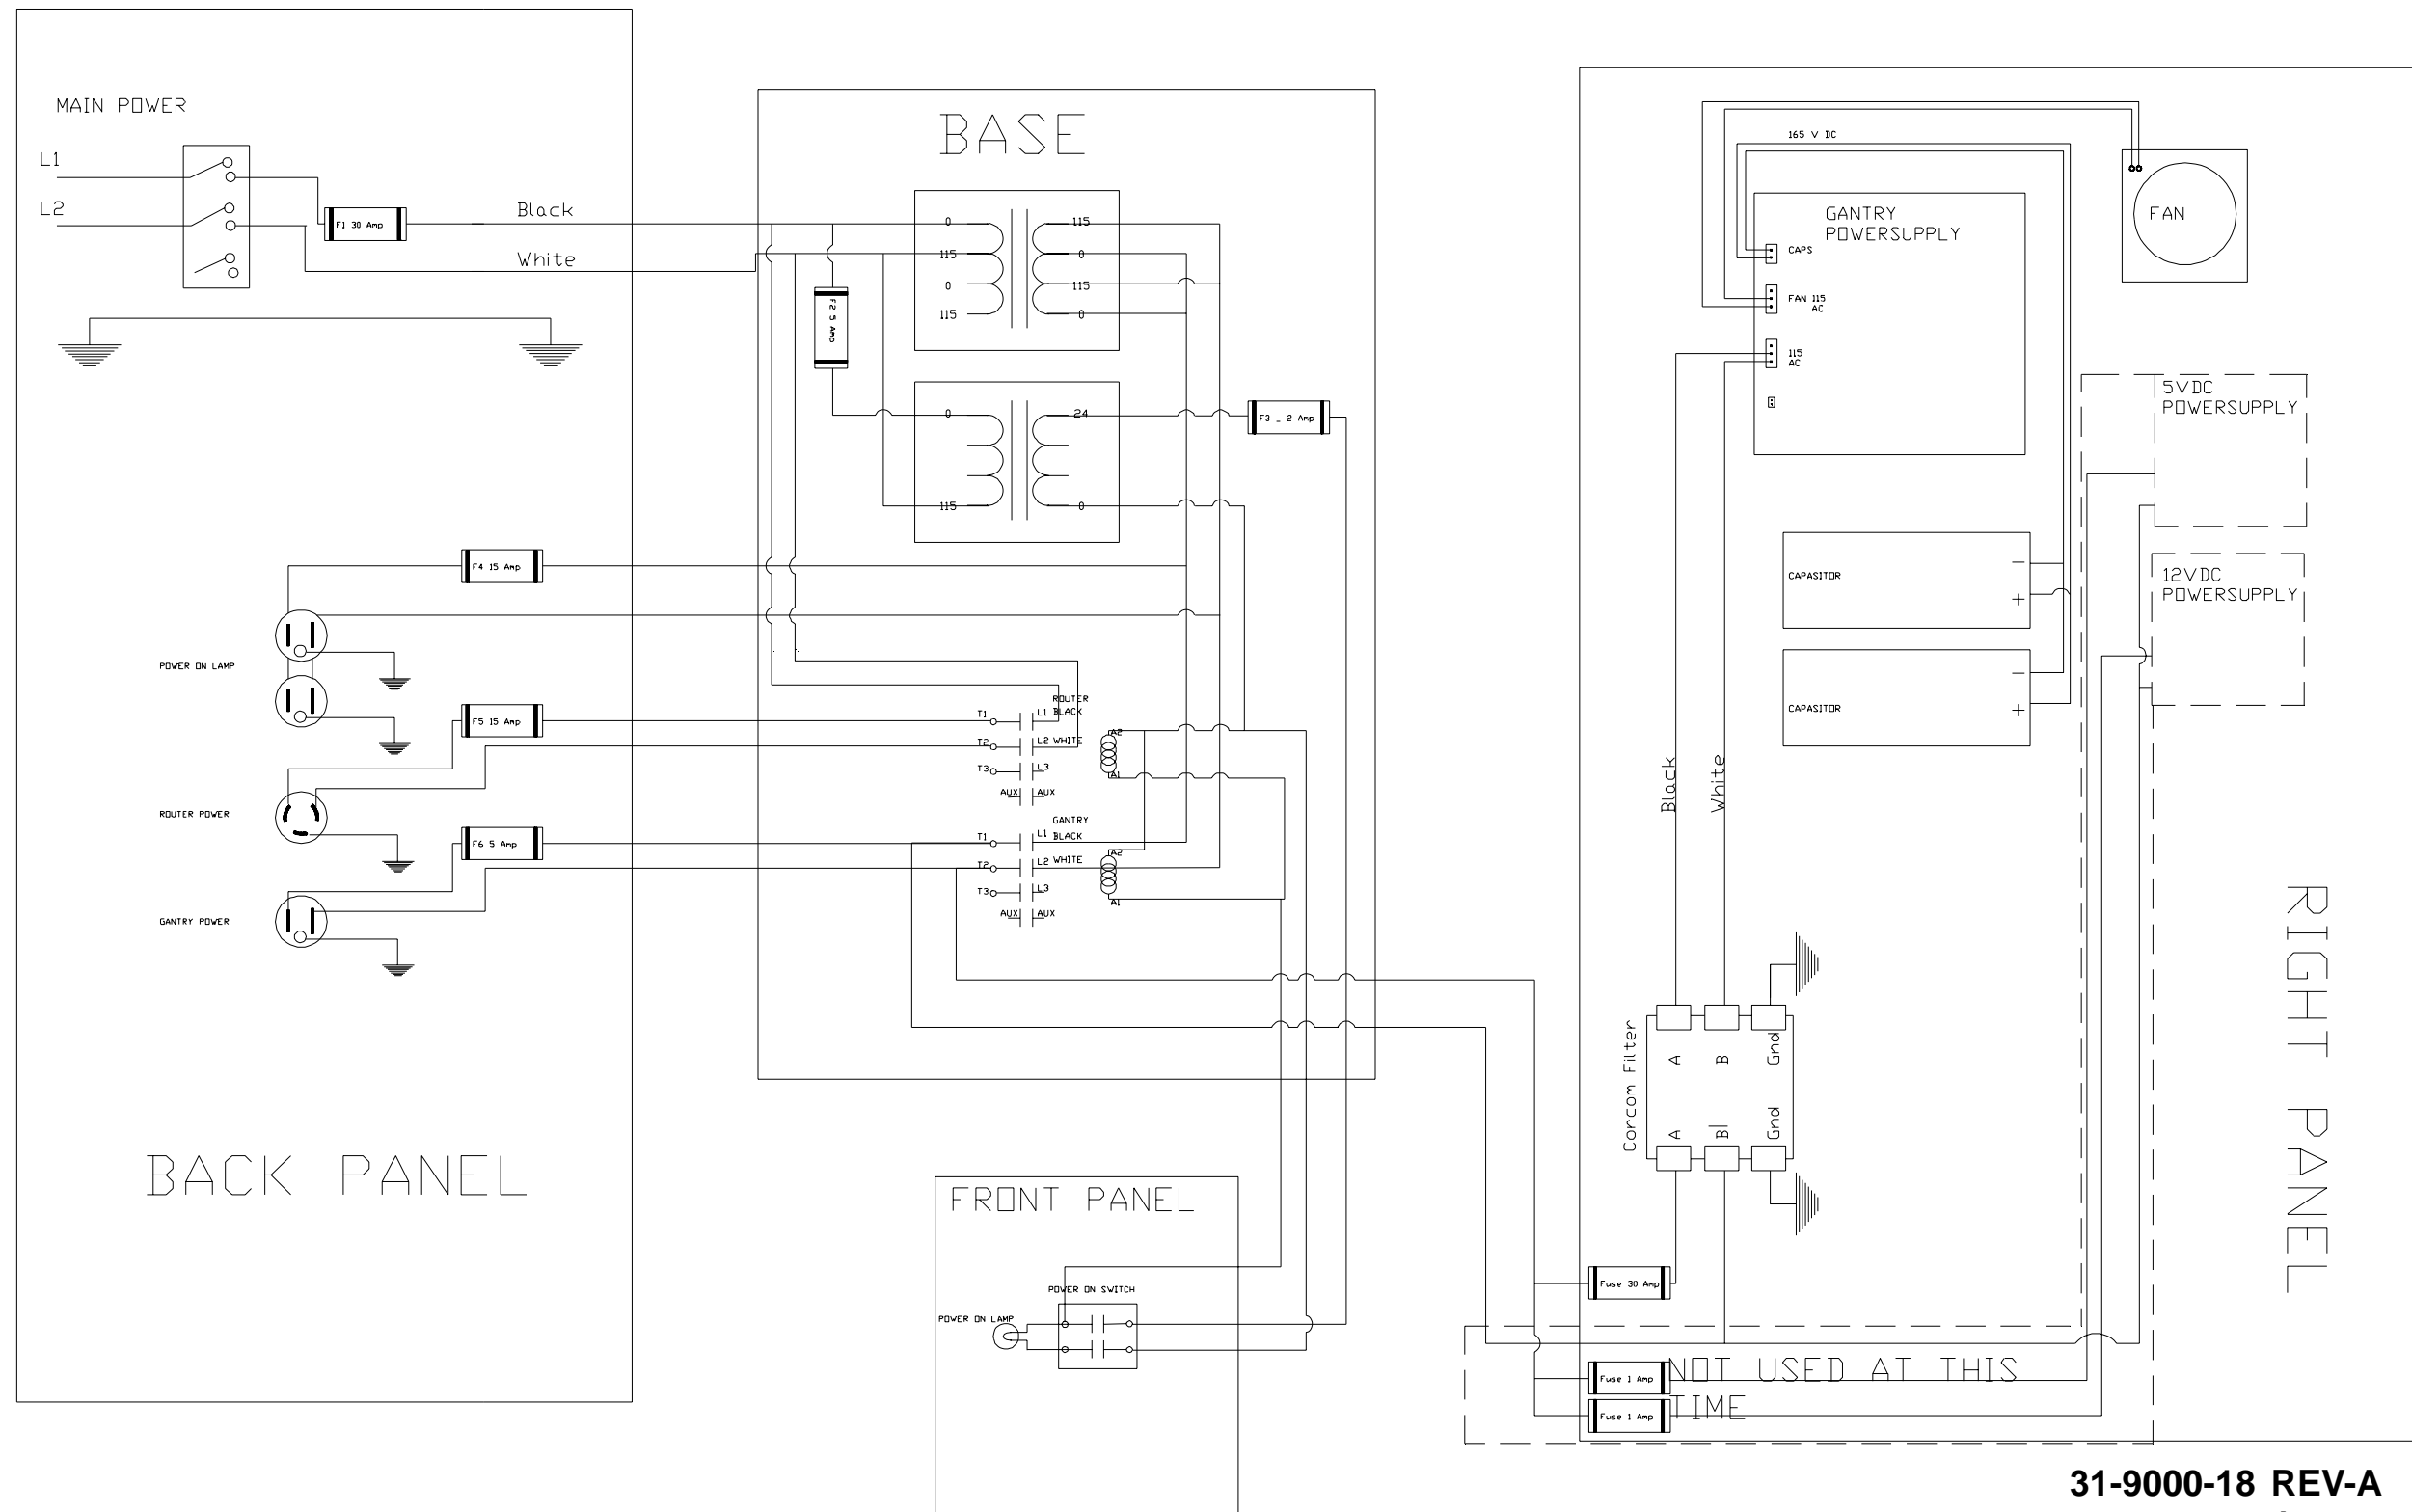 MAIN POWER
L1
L2
F1 30 Amp
Black
White
F4 15 Amp
POWER ON LAMP
F5 15 Amp
ROUTER POWER
F6 5 Amp
GANTRY POWER
BACK PANEL
BASE
0
115
0
115
115
0
115
0
F2 5 Amp
0
115
24
0
F3 _ 2 Amp
ROUTER
T1
L1 BLACK
T2
L2 WHITE
T3
L3
AUX
AUX
A2
A1
GANTRY
T1
L1 BLACK
T2
L2 WHITE
T3
L3
AUX
AUX
A2
A1
FRONT PANEL
POWER ON SWITCH
POWER ON LAMP
165 V DC
GANTRY
POWERSUPPLY
CAPS
FAN 115
AC
115
AC
FAN
5VDC
POWERSUPPLY
12VDC
POWERSUPPLY
CAPASITOR
−
+
CAPASITOR
−
+
Black
White
Corcom Filter
A
B
Gnd
A
B
Gnd
RIGHT PANEL
Fuse 30 Amp
Fuse 1 Amp
Fuse 1 Amp
NOT USED AT THIS
TIME
31-9000-18 REV-A